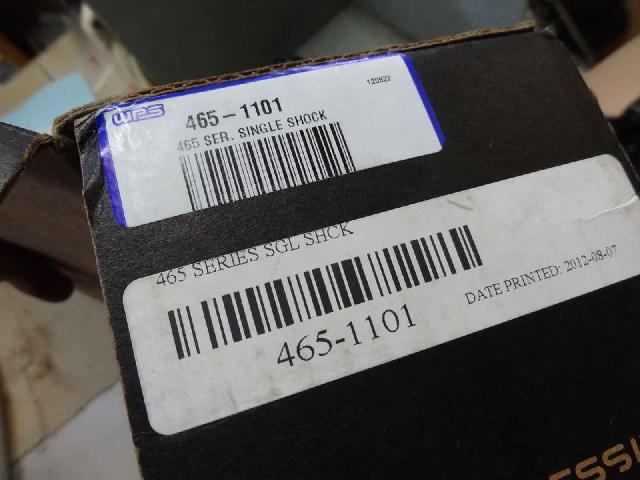 WPS
465-1101
120822
465 SER. SINGLE SHOCK
465 SERIES SGL SHCK
465-1101
DATE PRINTED: 2012-08-07